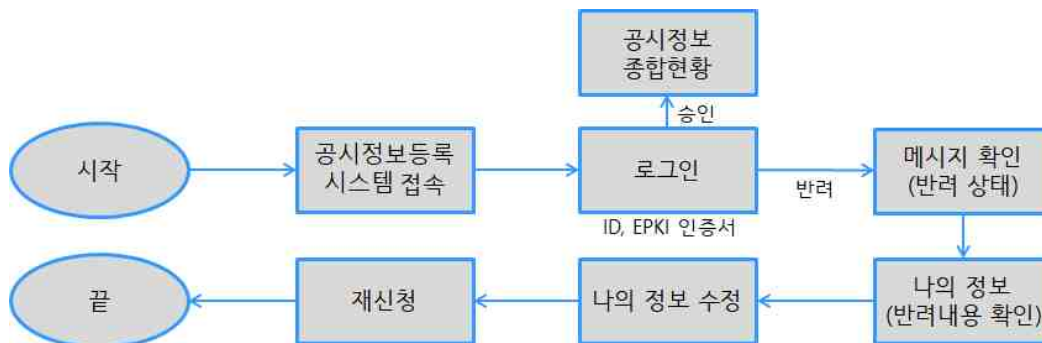 공시정보
종합현황
승인
시작
공시정보등록
시스템 접속
로그인
반려
메시지 확인
(반려 상태)
ID, EPKI 인증서
끝
재신청
나의 정보 수정
나의 정보
(반려내용 확인)